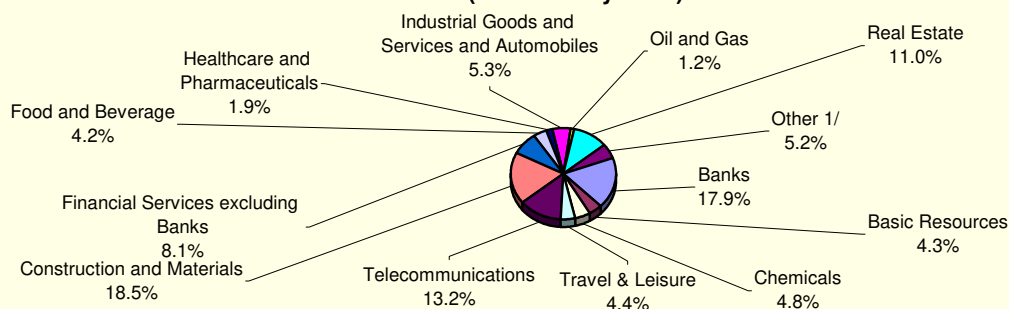 Industrial Goods and
Services and Automobiles
5.3%
Oil and Gas
1.2%
Real Estate
11.0%
Healthcare and
Pharmaceuticals
1.9%
Food and Beverage
4.2%
Other 1/
5.2%
Banks
17.9%
Financial Services excluding
Banks
8.1%
Basic Resources
4.3%
Construction and Materials
18.5%
Telecommunications
13.2%
Travel & Leisure
4.4%
Chemicals
4.8%